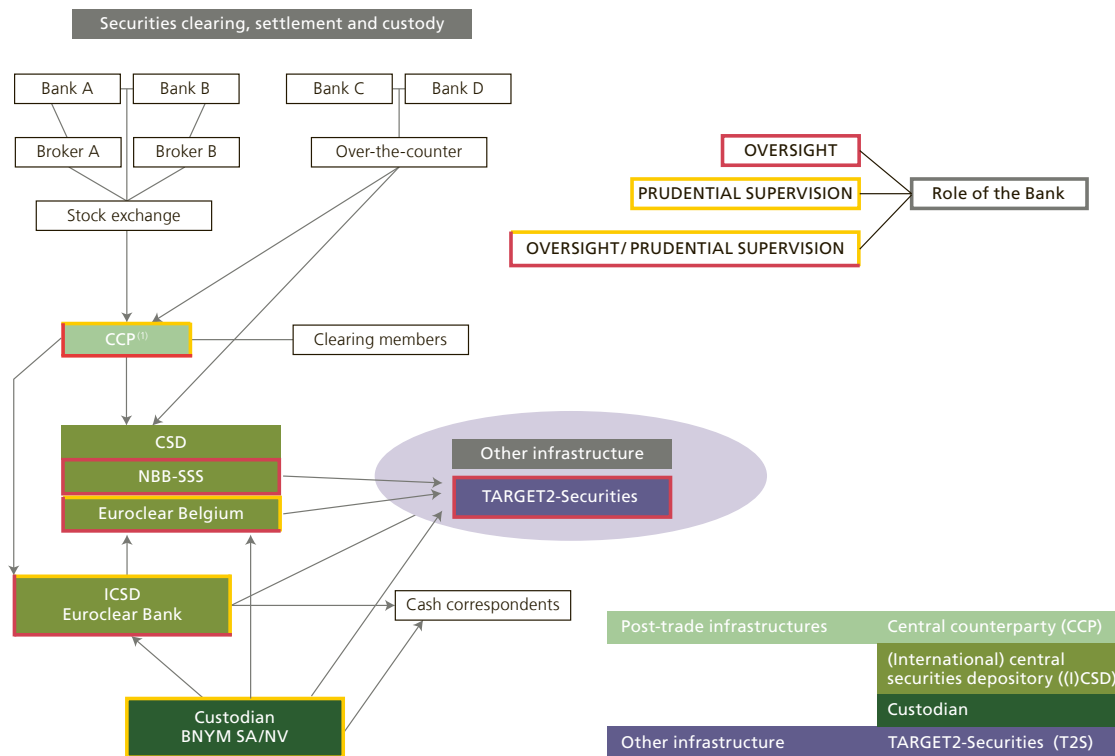 Securities clearing, settlement and custody
Bank A
Bank B
Bank C
Bank D
Broker A
Broker B
Over-the-counter
OVERSIGHT
PRUDENTIAL SUPERVISION
Role of the Bank
Stock exchange
OVERSIGHT / PRUDENTIAL SUPERVISION
CCP (1)
Clearing members
CSD
NBB-SSS
Euroclear Belgium
Other infrastructure
TARGET2-Securities
ICSD
Euroclear Bank
Cash correspondents
Custodian
BNYM SA/NV
Post-trade infrastructures
Central counterparty (CCP)
(International) central
securities depository ((I)CSD)
Custodian
Other infrastructure
TARGET2-Securities (T2S)